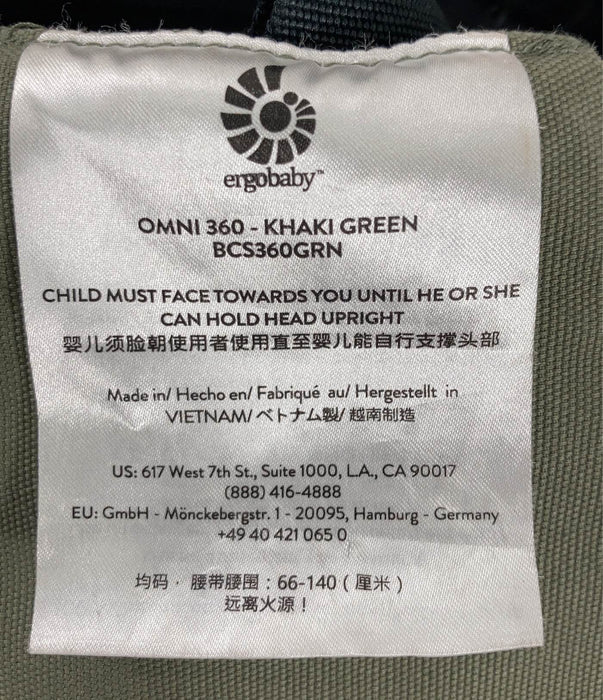 ergobaby™
OMNI 360 - KHAKI GREEN
BCS360GRN
CHILD MUST FACE TOWARDS YOU UNTIL HE OR SHE
CAN HOLD HEAD UPRIGHT
婴儿须脸朝使用者使用直至婴儿能自行支撑头部
Made in/ Hecho en/ Fabriqué au/ Hergestellt in
VIETNAM/ベトナム製/ 越南制造
US: 617 West 7th St., Suite 1000, L.A., CA 90017
(888) 416-4888
EU: GmbH - Mönckebergstr. 1 - 20095, Hamburg - Germany
+49 40 421 065 0
均码 · 腰带腰围：66-140（厘米）
远离火源！